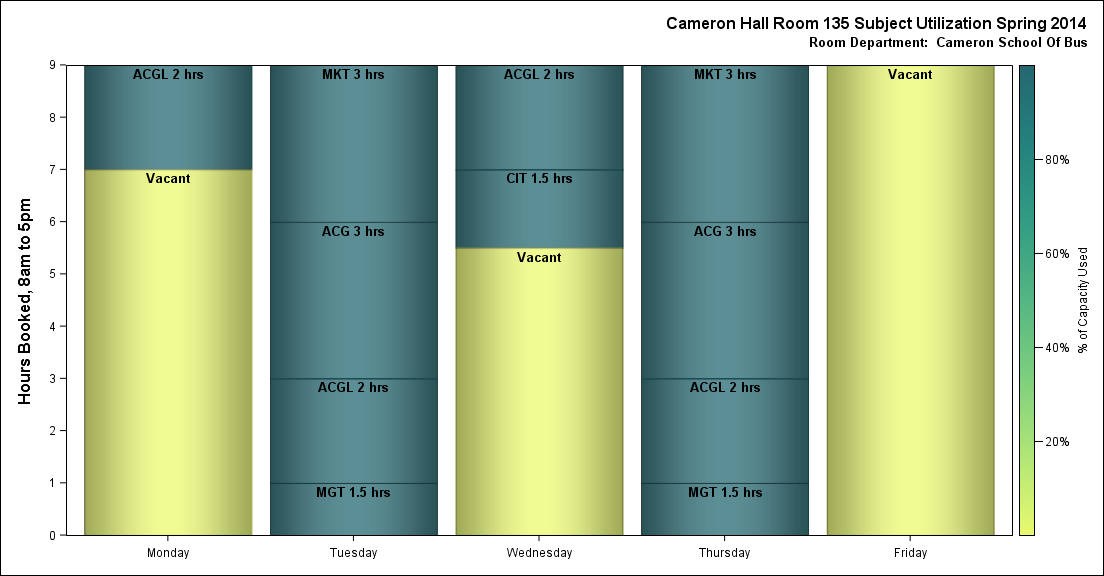 Cameron Hall Room 135 Subject Utilization Spring 2014
Room Department: Cameron School Of Bus
Hours Booked, 8am to 5pm
9
8
7
6
5
4
3
2
1
0
ACGL 2 hrs
Vacant
MKT 3 hrs
ACG 3 hrs
ACGL 2 hrs
MGT 1.5 hrs
ACGL 2 hrs
CIT 1.5 hrs
Vacant
MKT 3 hrs
ACG 3 hrs
ACGL 2 hrs
MGT 1.5 hrs
Vacant
Monday
Tuesday
Wednesday
Thursday
Friday
80%
60%
40%
20%
% of Capacity Used